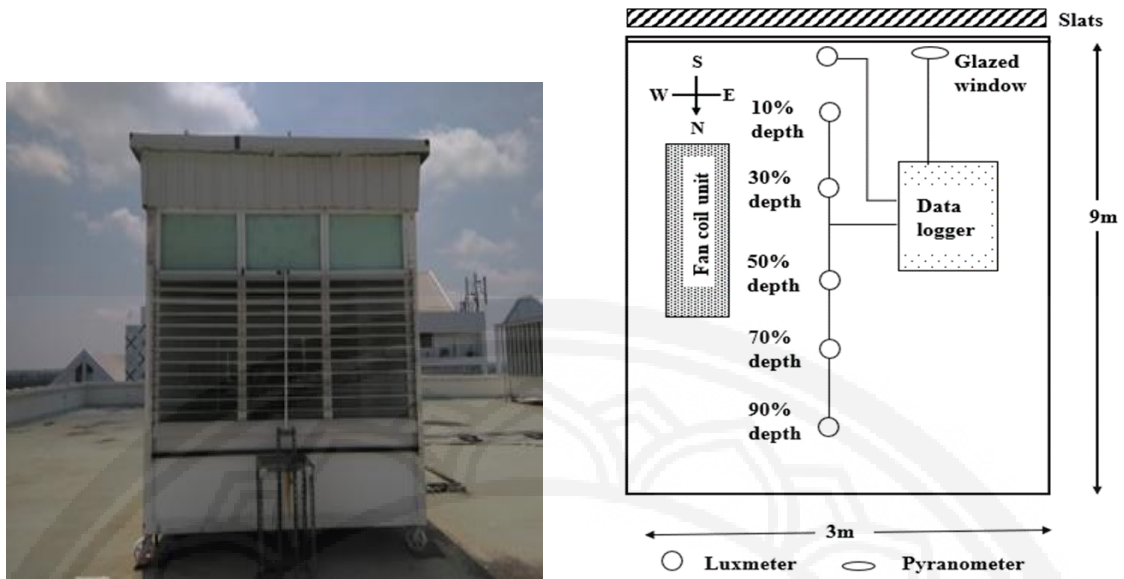 Slats
Glazed
window
S
W
E
N
10%
depth
30%
depth
50%
depth
70%
depth
90%
depth
Fan coil unit
Data
logger
9m
3m
Luxmeter
Pyranometer